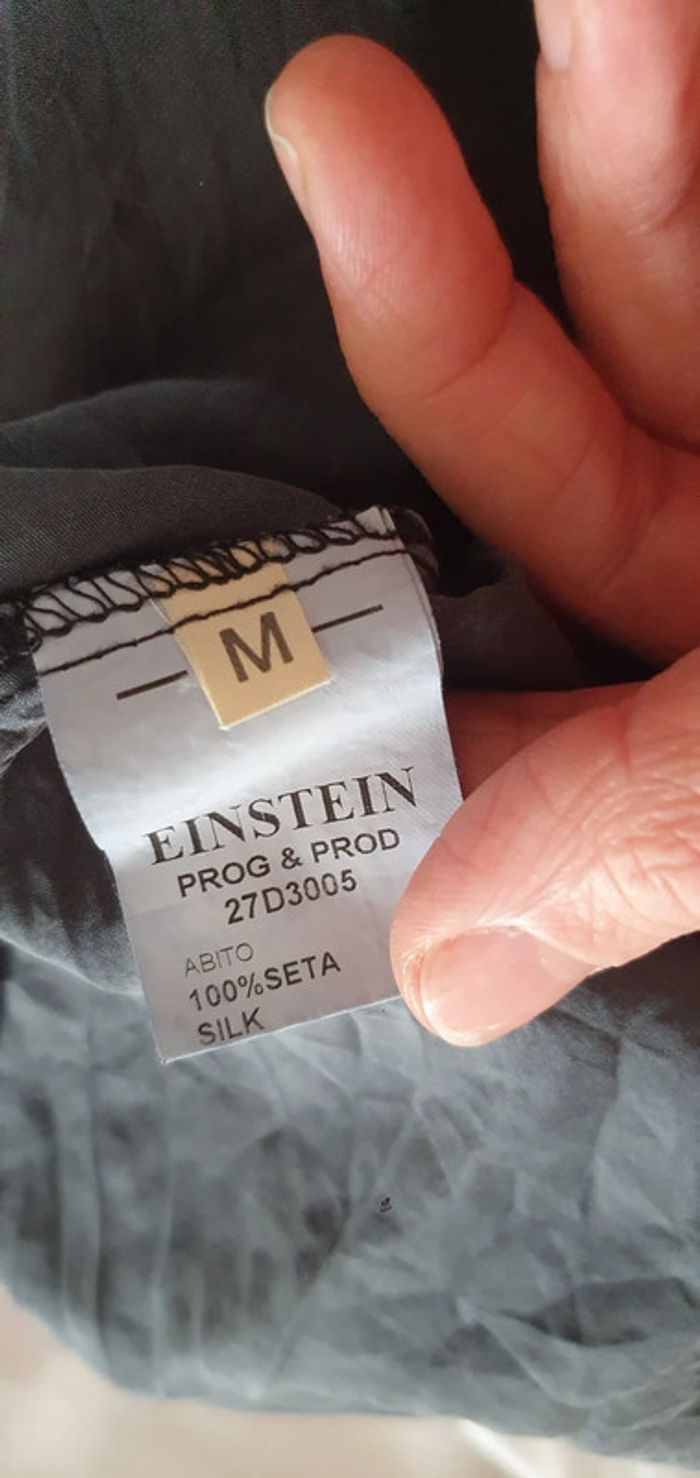 M
EINSTEIN
PROG & PROD
27D3005
ABITO
100%SETA
SILK